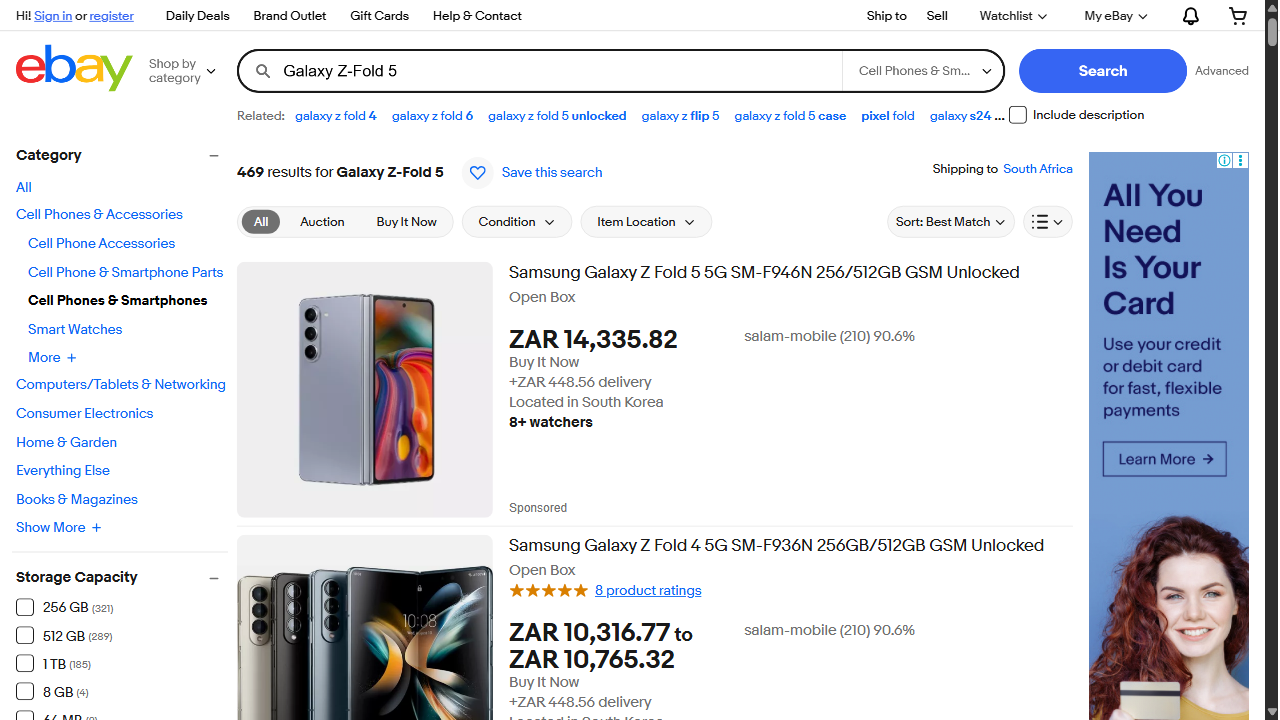 Hi! Sign in or register
Daily Deals
Brand Outlet
Gift Cards
Help & Contact
Ship to
Sell
Watchlist
My eBay
ebay
Shop by
category
Galaxy Z-Fold 5
Cell Phones & Sm...
Search
Advanced
Related: galaxy z fold 4 galaxy z fold 6 galaxy z fold 5 unlocked galaxy z flip 5 galaxy z fold 5 case pixel fold galaxy s24 ...
Include description
Category
All
Cell Phones & Accessories
Cell Phone Accessories
Cell Phone & Smartphone Parts
Cell Phones & Smartphones
Smart Watches
More +
Computers/Tablets & Networking
Consumer Electronics
Home & Garden
Everything Else
Books & Magazines
Show More +
Storage Capacity
256 GB (321)
512 GB (289)
1 TB (185)
8 GB (4)
469 results for Galaxy Z-Fold 5
Save this search
Shipping to South Africa
All
Auction
Buy It Now
Condition
Item Location
Sort: Best Match
Samsung Galaxy Z Fold 5 5G SM-F946N 256/512GB GSM Unlocked
Open Box
ZAR 14,335.82
salam-mobile (210) 90.6%
Buy It Now
+ZAR 448.56 delivery
Located in South Korea
8+ watchers
Sponsored
Samsung Galaxy Z Fold 4 5G SM-F936N 256GB/512GB GSM Unlocked
Open Box
8 product ratings
ZAR 10,316.77 to
ZAR 10,765.32
salam-mobile (210) 90.6%
Buy It Now
+ZAR 448.56 delivery
Located in South Korea
10:08
All You
Need
Is Your
Card
Use your credit
or debit card
for fast, flexible
payments
Learn More →